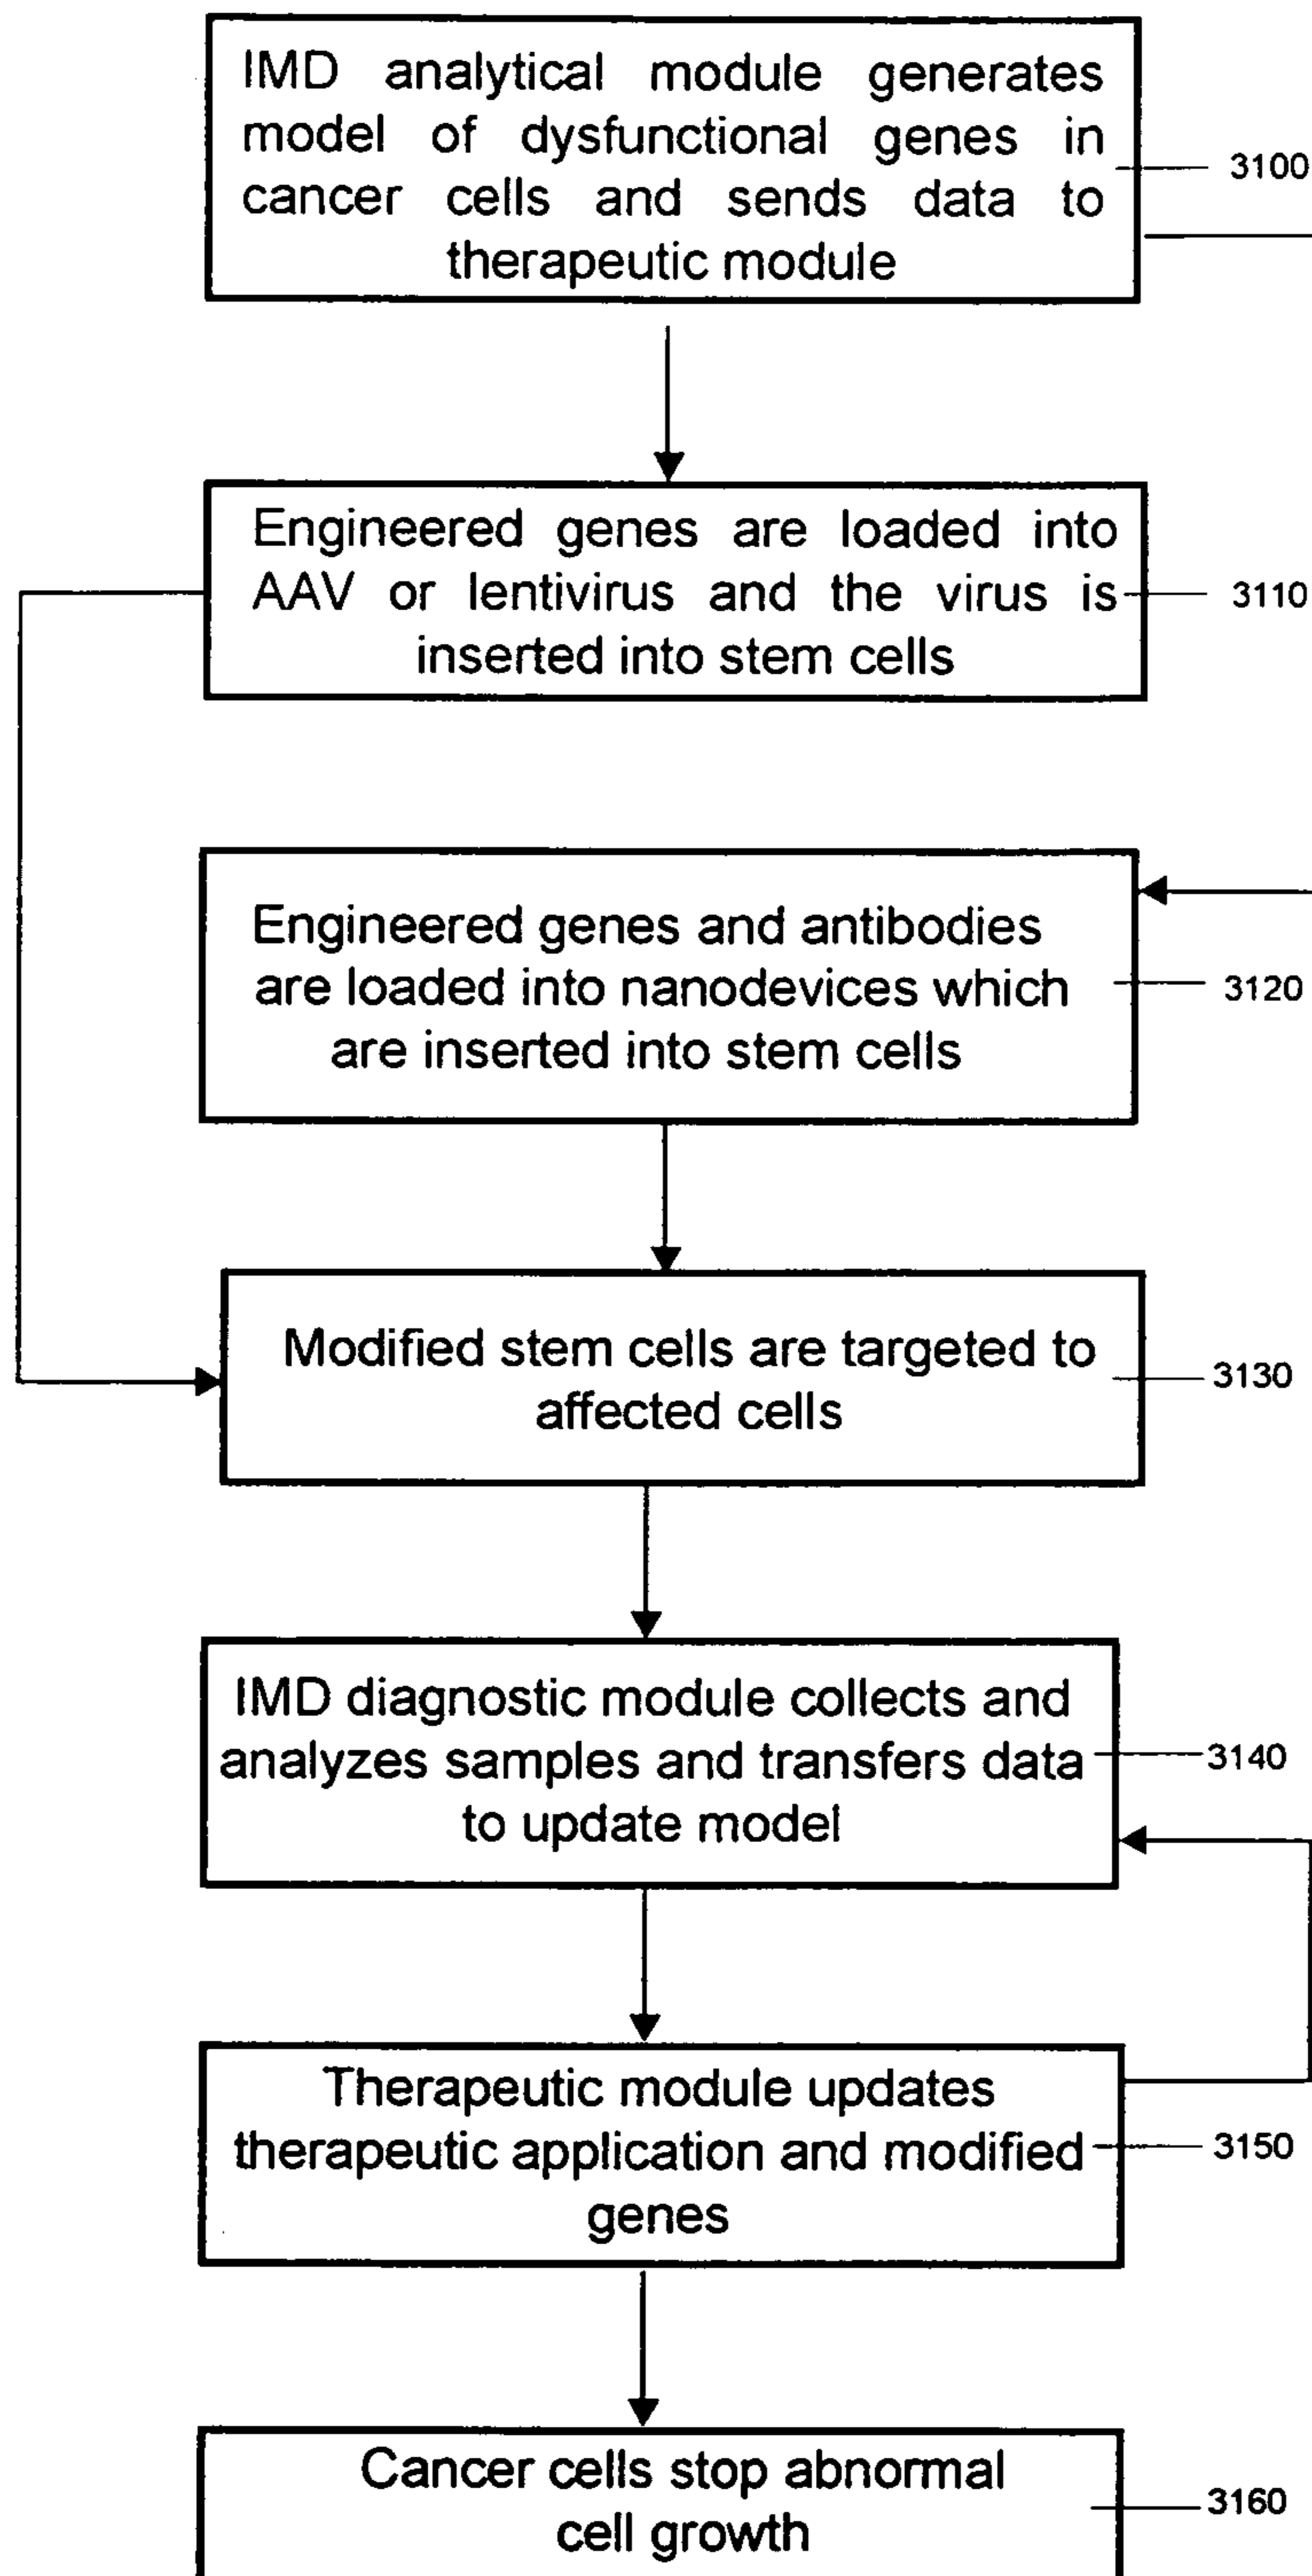 IMD analytical module generates
model of dysfunctional genes in
cancer cells and sends data to
therapeutic module
3100
Engineered genes are loaded into
AAV or lentivirus and the virus is
inserted into stem cells
3110
Engineered genes and antibodies
are loaded into nanodevices which
are inserted into stem cells
3120
Modified stem cells are targeted to
affected cells
3130
IMD diagnostic module collects and
analyzes samples and transfers data
to update model
3140
Therapeutic module updates
therapeutic application and modified
genes
3150
Cancer cells stop abnormal
cell growth
3160